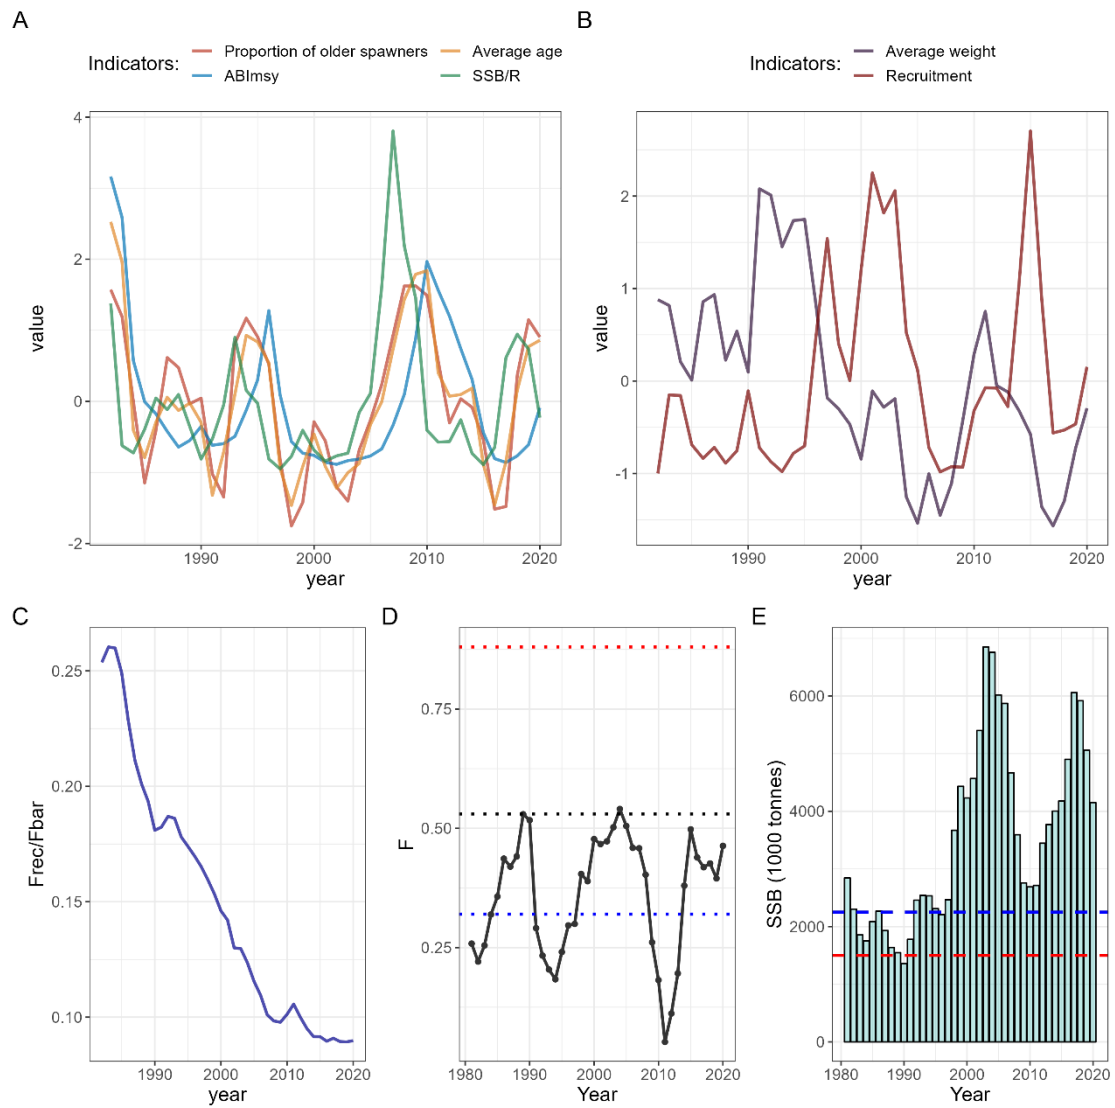 A
Indicators:
Proportion of older spawners
Average age
ABImsy
SSB/R
4
2
0
-2
value
1990
2000
2010
2020
year
B
Indicators:
Average weight
Recruitment
2
1
0
-1
value
1990
2000
2010
2020
year
C
0.25
0.20
0.15
0.10
Frec/Fbar
1990
2000
2010
2020
year
D
0.75
0.50
0.25
F
1980
1990
2000
2010
2020
Year
E
6000
4000
2000
0
SSB (1000 tonnes)
1980
1990
2000
2010
2020
Year